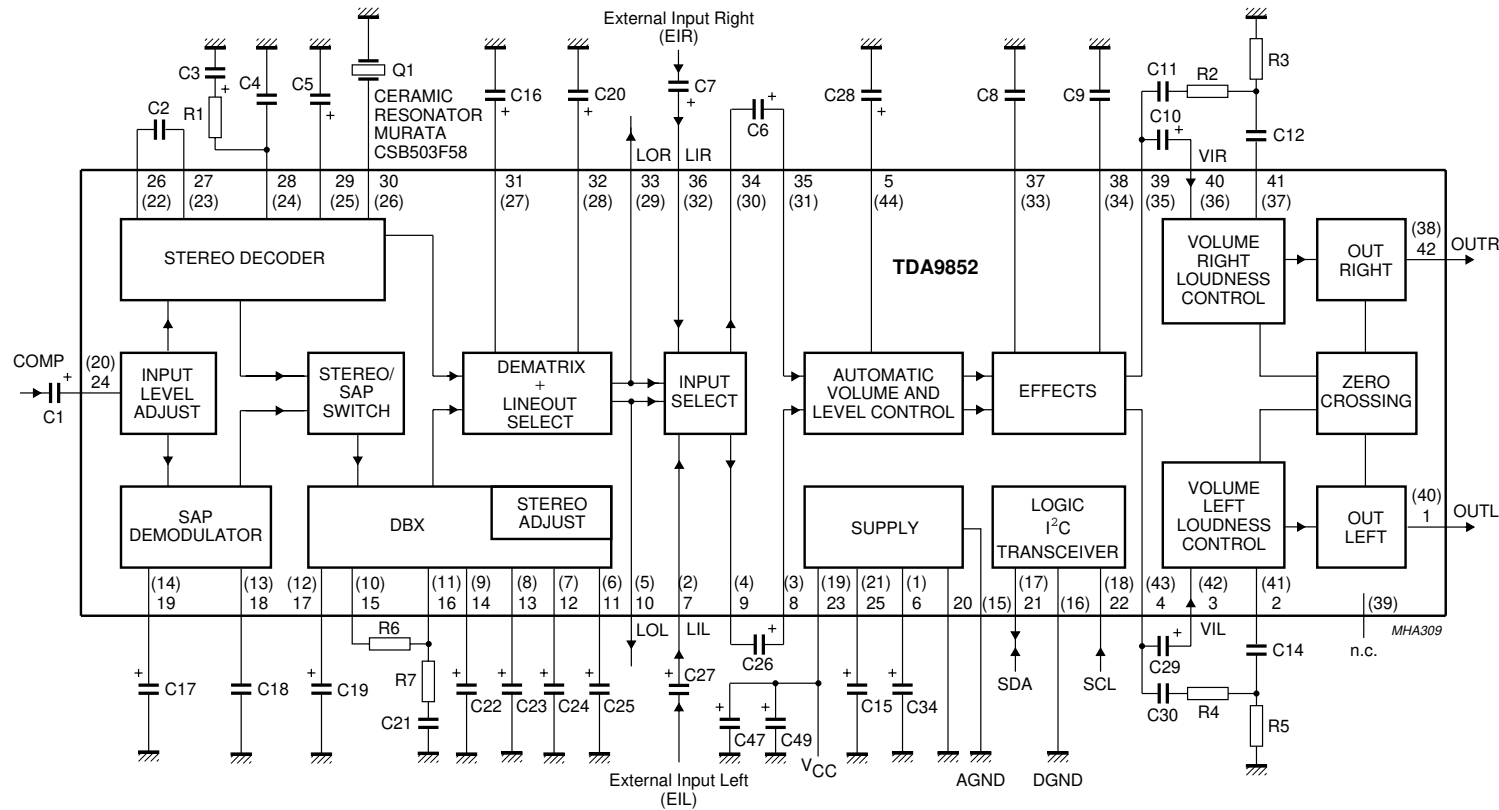 External Input Right
(EIR)
C3
C4
C5
R1
C2
Q1
CERAMIC
RESONATOR
MURATA
CSB503F58
C16
C20
C7
C6
C28
C8
C9
C11
R2
R3
C10
C12
LOR
LIR
VIR
26
27
28
29
30
31
32
33
36
34
35
5
37
38
39
40
41
(22)
(23)
(24)
(25)
(26)
(27)
(28)
(29)
(32)
(30)
(31)
(44)
(33)
(34)
(35)
(36)
(37)
STEREO DECODER
TDA9852
VOLUME
RIGHT
LOUDNESS
CONTROL
OUT
RIGHT
(38)
42
OUTR
COMP
+
C1
(20)
24
INPUT
LEVEL
ADJUST
STEREO/
SAP
SWITCH
DEMATRIX
+
LINEOUT
SELECT
INPUT
SELECT
AUTOMATIC
VOLUME AND
LEVEL CONTROL
EFFECTS
ZERO
CROSSING
SAP
DEMODULATOR
DBX
STEREO
ADJUST
SUPPLY
LOGIC
I2C
TRANSCEIVER
VOLUME
LEFT
LOUDNESS
CONTROL
OUT
LEFT
(40)
1
OUTL
(14)
(13)
(12)
(10)
(11)
(9)
(8)
(7)
(6)
(5)
(2)
(4)
(3)
(19)
(21)
(1)
(15)
(17)
(16)
(18)
(43)
(42)
(41)
(39)
19
18
17
15
16
14
13
12
11
10
7
9
8
23
25
6
20
21
22
4
3
2
MHA309
LOL
LIL
VIL
n.c.
R6
R7
C21
C17
C18
C19
C22
C23
C24
C25
C27
C26
C47
C49
VCC
C15
C34
AGND
SDA
DGND
SCL
C29
C30
R4
C14
R5
External Input Left
(EIL)